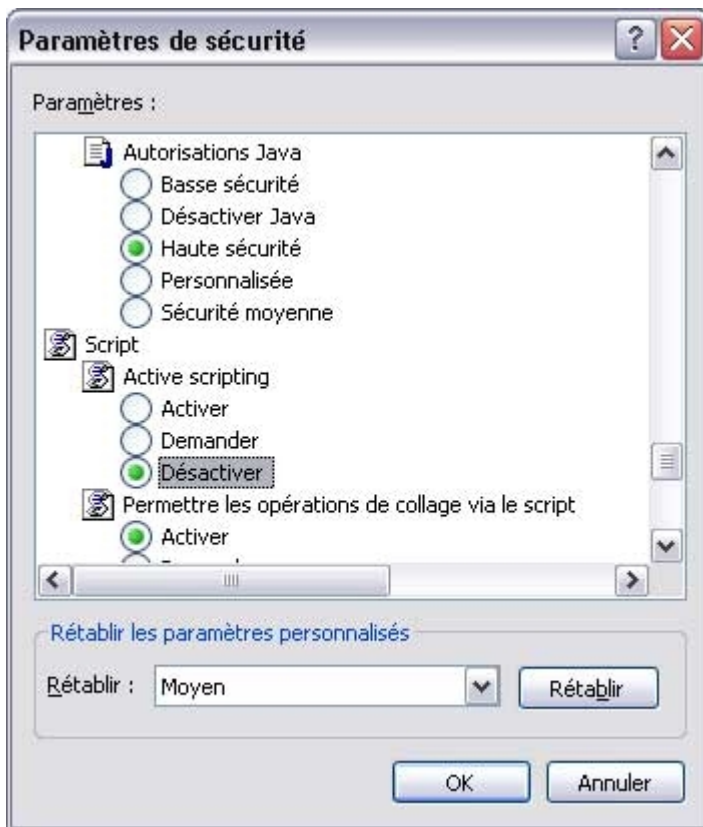 Paramètres de sécurité
Paramètres :
Autorisations Java
Basse sécurité
Désactiver Java
Haute sécurité
Personnalisée
Sécurité moyenne
Script
Active scripting
Activer
Demander
Désactiver
Permettre les opérations de collage via le script
Activer
Rétablir les paramètres personnalisés
Rétablir : Moyen Rétablir
OK Annuler